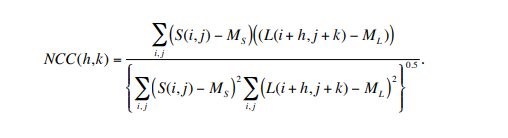 NCC(h,k) = \frac{\sum_{i,j}(S(i,j) - M_S)((L(i+h,j+k) - M_L))}{\left\{\sum_{i,j}(S(i,j) - M_S)^2 \sum_{i,j}(L(i+h,j+k) - M_L)^2\right\}^{0.5}}.